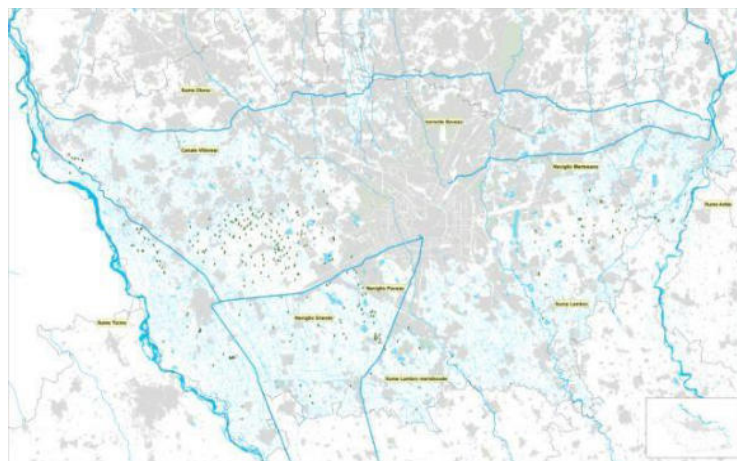 Fiume Olona
Torrente Seveso
Canale Villoresi
Naviglio Martesana
Fiume Adda
Naviglio Pavese
Fiume Lambro
Naviglio Grande
Fiume Ticino
Fiume Lambro meridionale